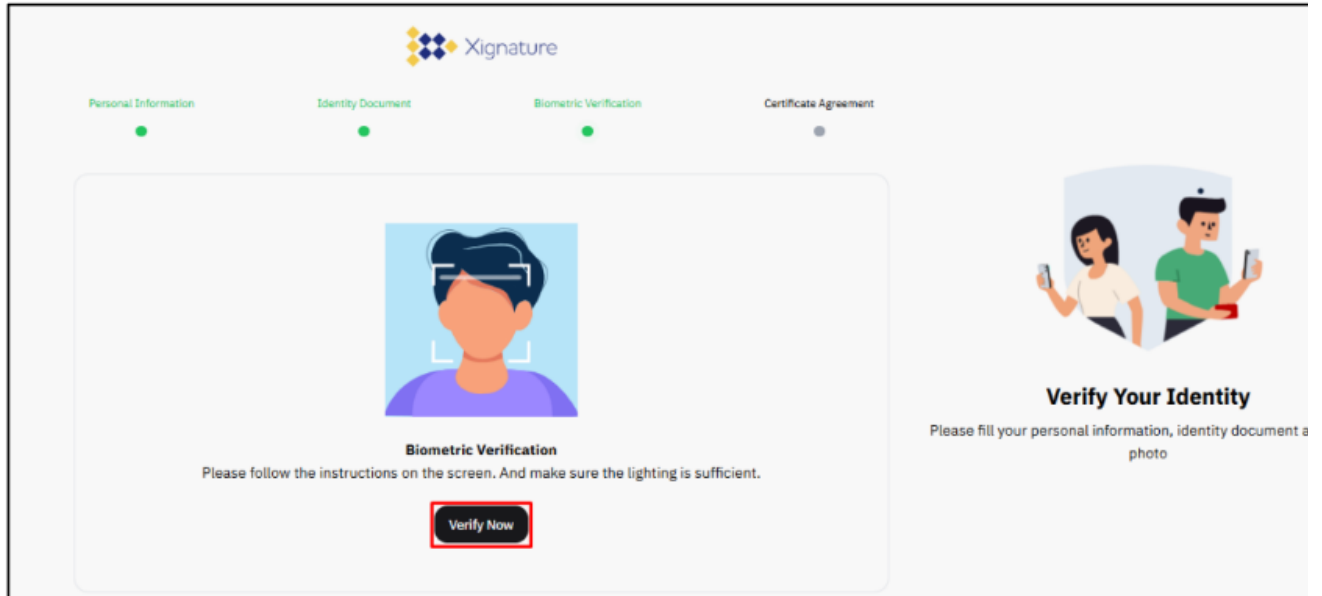 Xignature
Personal Information
Identity Document
Biometric Verification
Certificate Agreement
Biometric Verification
Please follow the instructions on the screen. And make sure the lighting is sufficient.
Verify Now
Verify Your Identity
Please fill your personal information, identity document a
photo